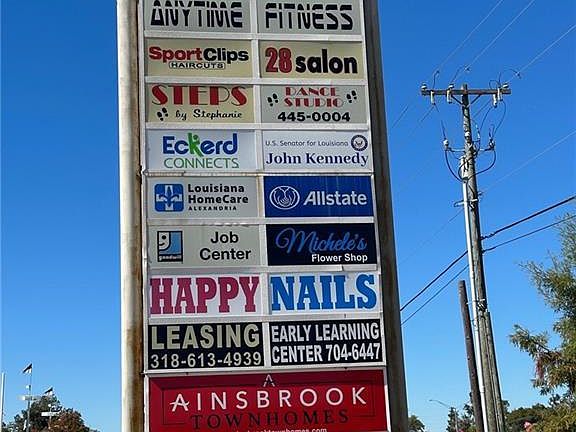 ANYTIME FITNESS
SportClips
HAIRCUTS
28 salon
STEPS
by Stephanie
DANCE
STUDIO
445-0004
EcKerd
CONNECTS
U.S. Senator for Louisiana
John Kennedy
Louisiana
HomeCare
ALEXANDRIA
Allstate
goodwill
Job
Center
Michele's
Flower Shop
HAPPY NAILS
LEASING
318-613-4939
EARLY LEARNING
CENTER 704-6447
A
AINSBROOK
TOWNHOMES